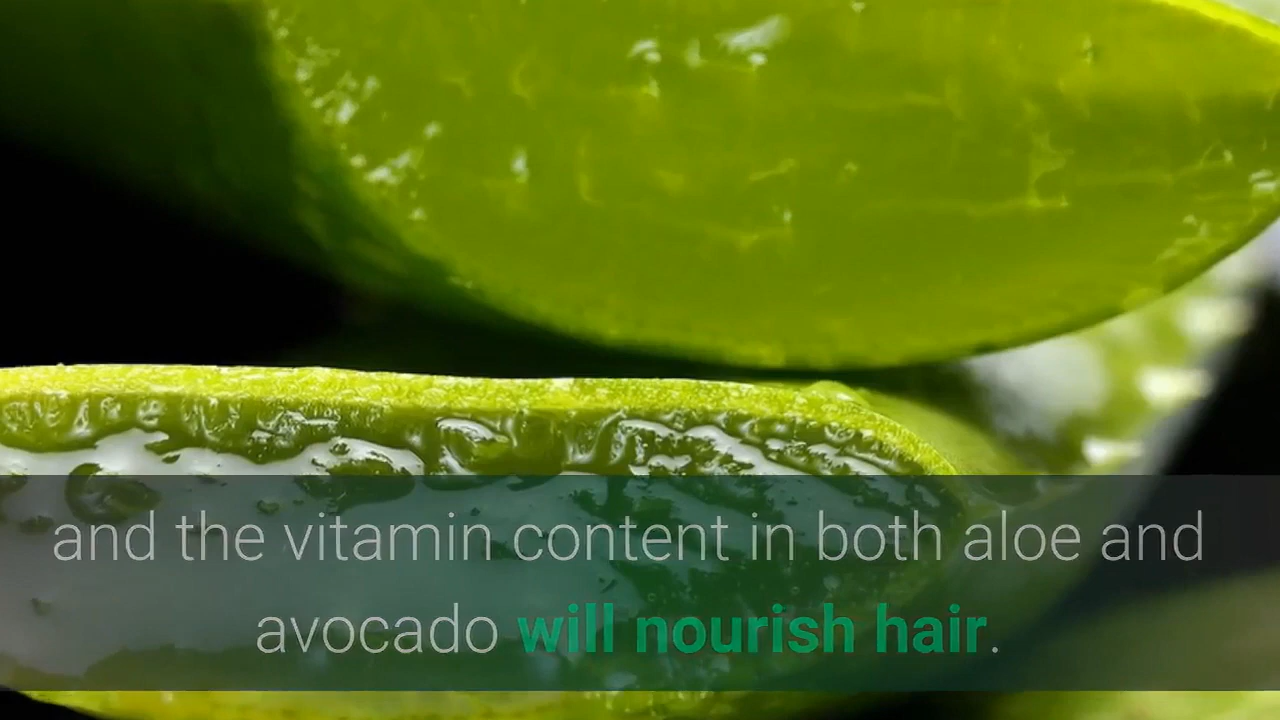 and the vitamin content in both aloe and
avocado will nourish hair.